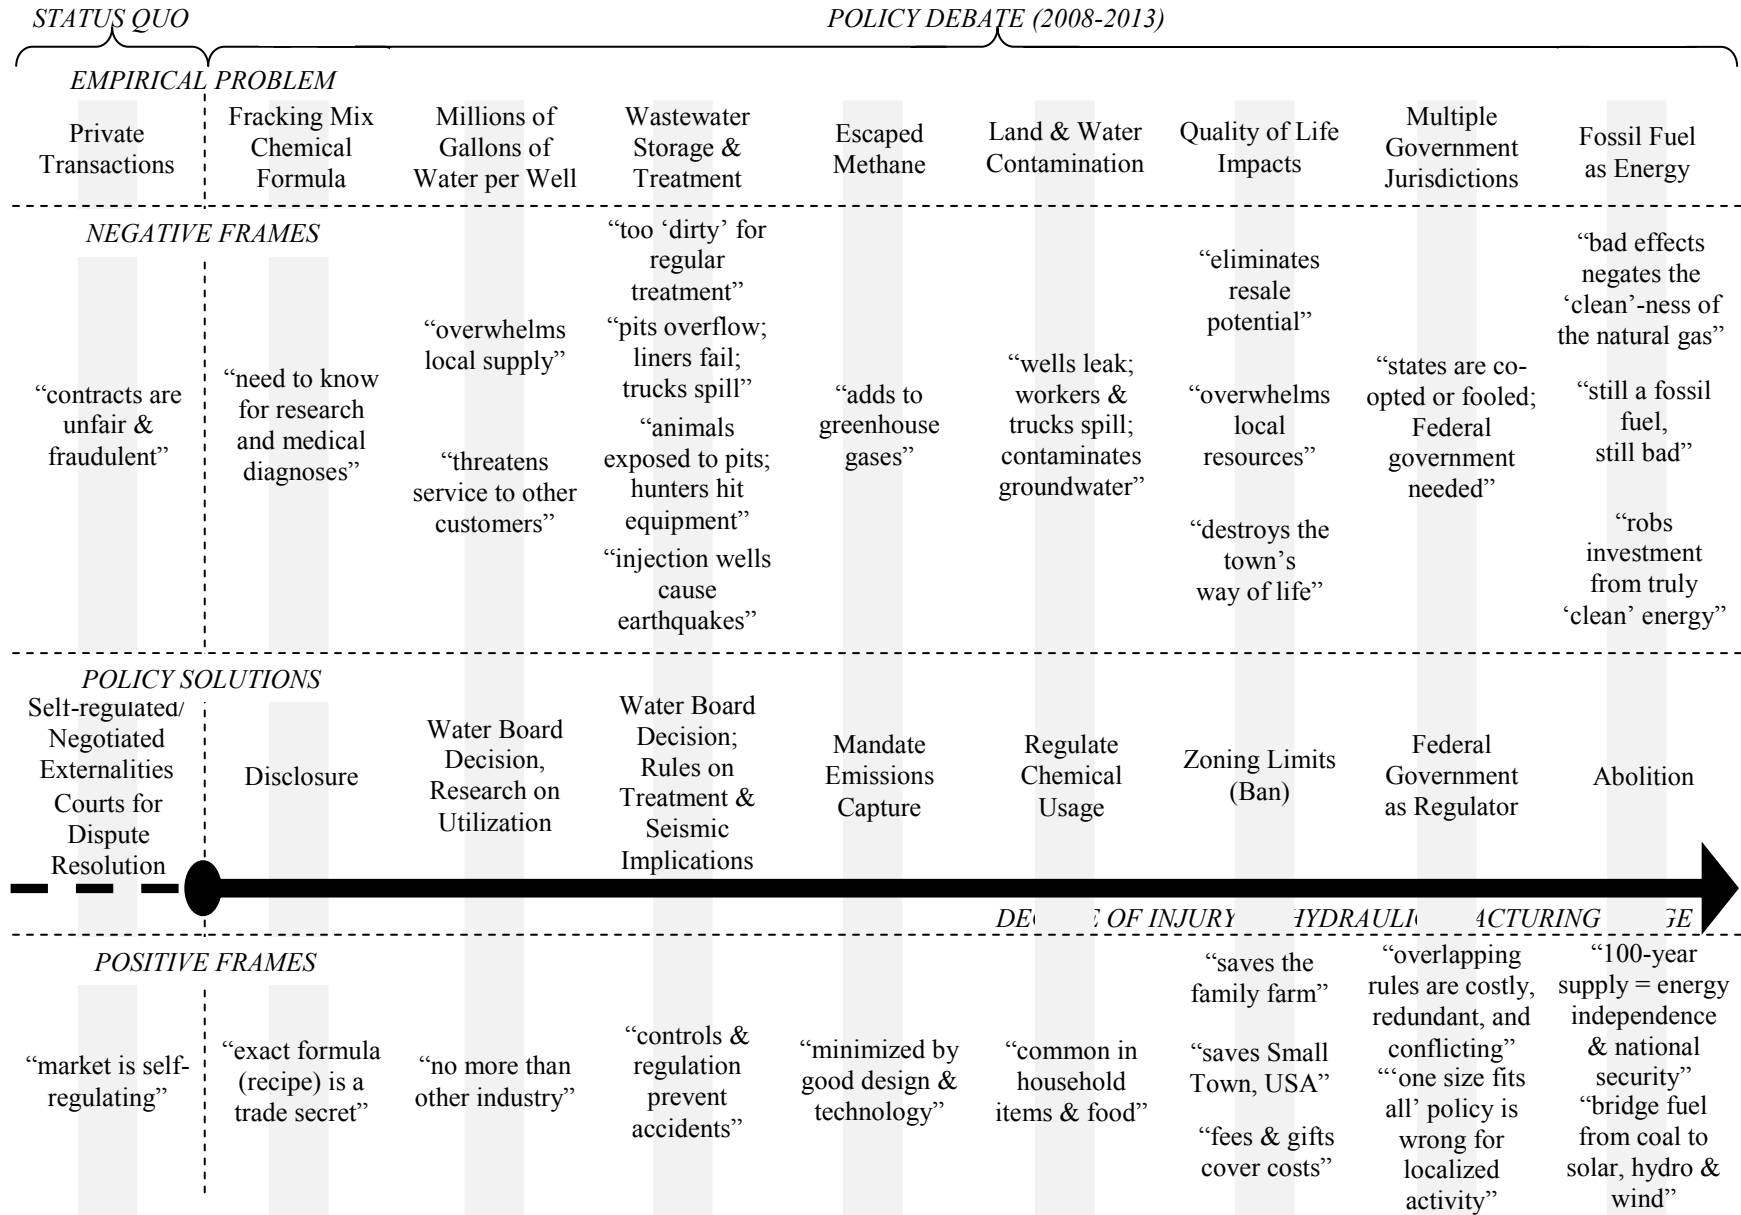 STATUS QUO
POLICY DEBATE (2008-2013)
EMPIRICAL PROBLEM
Private
Transactions
Fracking Mix
Chemical
Formula
Millions of
Gallons of
Water per Well
Wastewater
Storage &
Treatment
Escaped
Methane
Land & Water
Contamination
Quality of Life
Impacts
Multiple
Government
Jurisdictions
Fossil Fuel
as Energy
NEGATIVE FRAMES
“contracts are
unfair &
fraudulent”
“need to know
for research
and medical
diagnoses”
“overwhelms
local supply”
“threatens
service to other
customers”
“too ‘dirty’ for
regular
treatment”
“pits overflow;
liners fail;
trucks spill”
“animals
exposed to pits;
hunters hit
equipment”
“injection wells
cause
earthquakes”
“adds to
greenhouse
gases”
“wells leak;
workers &
trucks spill;
contaminates
groundwater”
“eliminates
resale
potential”
“overwhelms
local
resources”
“destroys the
town’s
way of life”
“states are co-
opted or fooled;
Federal
government
needed”
“bad effects
negates the
‘clean’-ness of
the natural gas”
“still a fossil
fuel,
still bad”
“robs
investment
from truly
‘clean’ energy”
POLICY SOLUTIONS
Self-regulated/
Negotiated
Externalities
Courts for
Dispute
Resolution
Disclosure
Water Board
Decision,
Research on
Utilization
Water Board
Decision;
Rules on
Treatment &
Seismic
Implications
Mandate
Emissions
Capture
Regulate
Chemical
Usage
Zoning Limits
(Ban)
Federal
Government
as Regulator
Abolition
OF INJURY
POSITIVE FRAMES
“market is self-
regulating”
“exact formula
(recipe) is a
trade secret”
“no more than
other industry”
“controls &
regulation
prevent
accidents”
“minimized by
good design &
technology”
“common in
household
items & food”
“saves the
family farm”
“saves Small
Town, USA”
“fees & gifts
cover costs”
“overlapping
rules are costly,
redundant, and
conflicting”
“‘one size fits
all’ policy is
wrong for
localized
activity”
“100-year
supply = energy
independence
& national
security”
“bridge fuel
from coal to
solar, hydro &
wind”